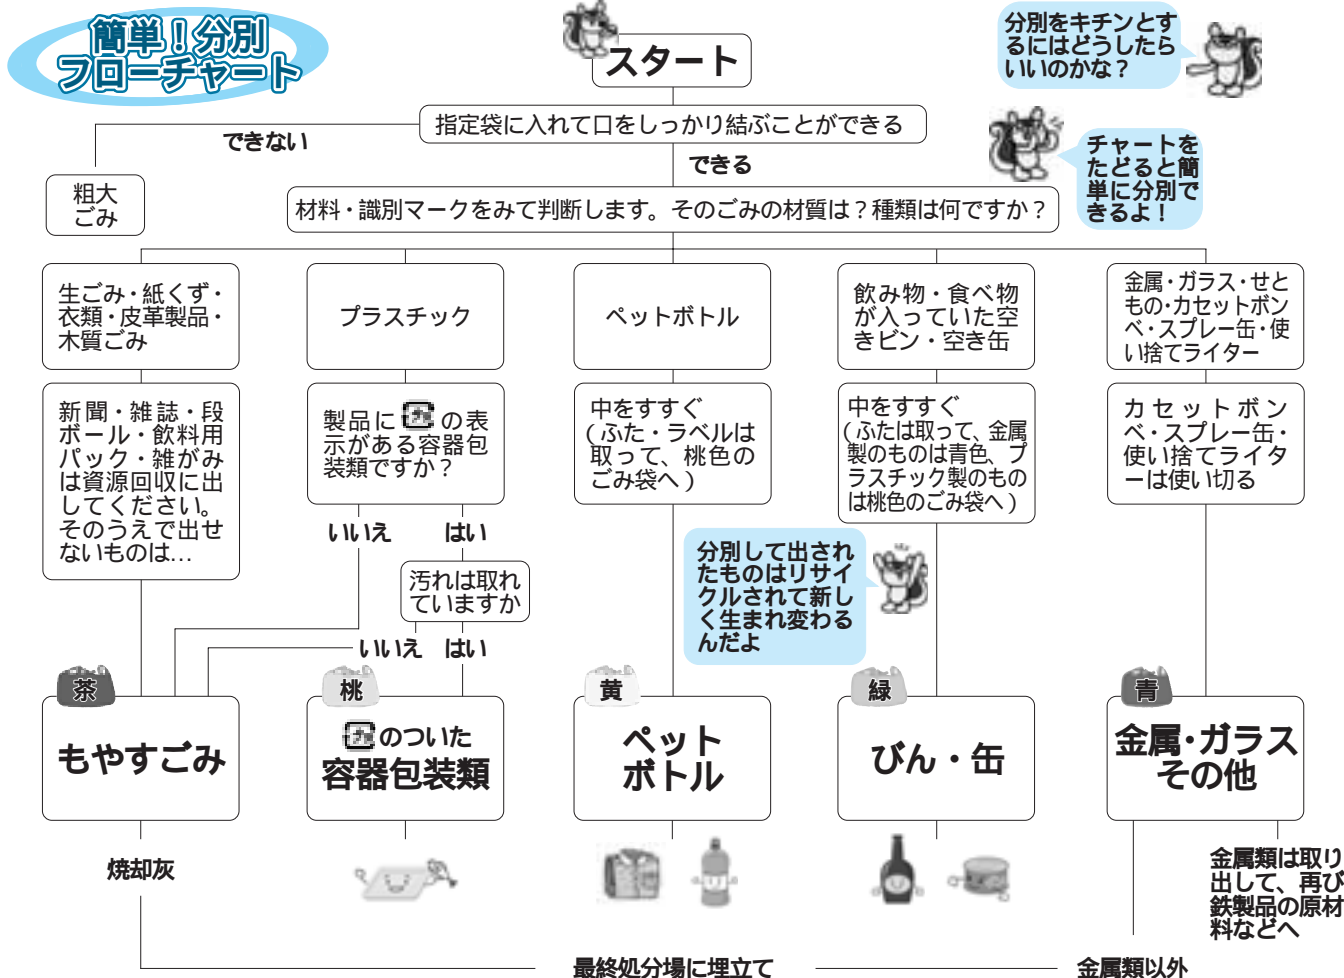 簡単！分別
フローチャート
スタート
分別をキチンとす
るにはどうしたら
いいのかな？
指定袋に入れて口をしっかり結ぶことができる
できない
できる
チャートを
たどると簡
単に分別で
きるよ！
粗大
ごみ
材料・識別マークをみて判断します。そのごみの材質は？種類は何ですか？
生ごみ・紙くず・
衣類・皮革製品・
木質ごみ
プラスチック
ペットボトル
飲み物・食べ物
が入っていた空
きビン・空き缶
金属・ガラス・せと
もの・カセットボン
ベ・スプレー缶・使
い捨てライター
新聞・雑誌・段
ボール・飲料用
パック・雑がみ
は資源回収に出
してください。
そのうえで出せ
ないものは…
製品に プラ の表
示がある容器包
装類ですか？
中をすすぐ
（ふた・ラベルは
取って、桃色の
ごみ袋へ）
中をすすぐ
（ふたは取って、金属
製のものは青色、プ
ラスチック製のもの
は桃色のごみ袋へ）
カセットボン
ベ・スプレー缶・
使い捨てライタ
ーは使い切る
いいえ
はい
汚れは取れ
ていますか
いいえ
はい
分別して出され
たものはリサイ
クルされて新し
く生まれ変わる
んだよ
茶
もやすごみ
桃
プラのついた
容器包装類
黄
ペット
ボトル
緑
びん・缶
青
金属・ガラス
その他
焼却灰
金属類は取り
出して、再び
鉄製品の原材
料などへ
最終処分場に埋立て
金属類以外